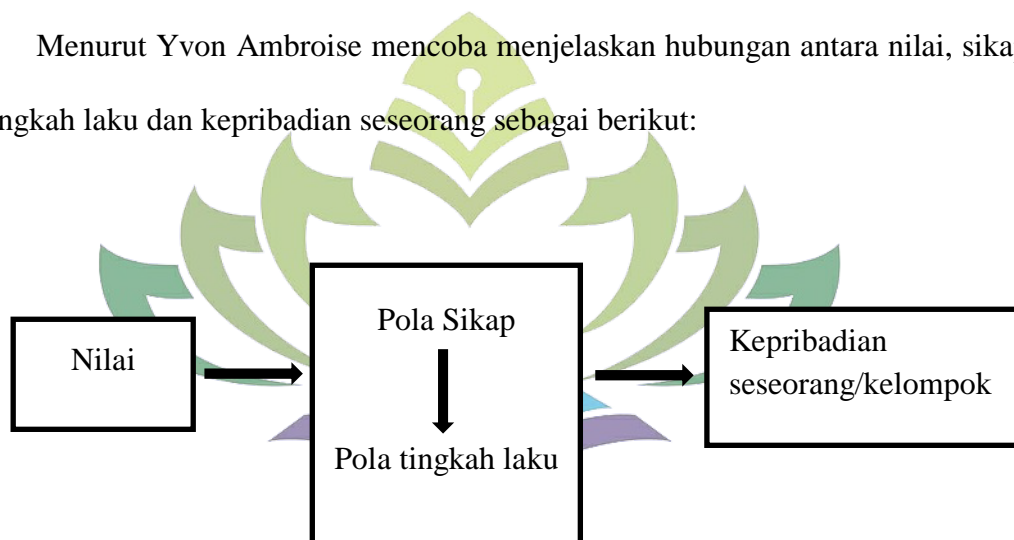 Menurut Yvon Ambroise mencoba menjelaskan hubungan antara nilai, sika
ngkah laku dan kepribadian seseorang sebagai berikut:
Nilai
Pola Sikap
Pola tingkah laku
Kepribadian
seseorang/kelompok